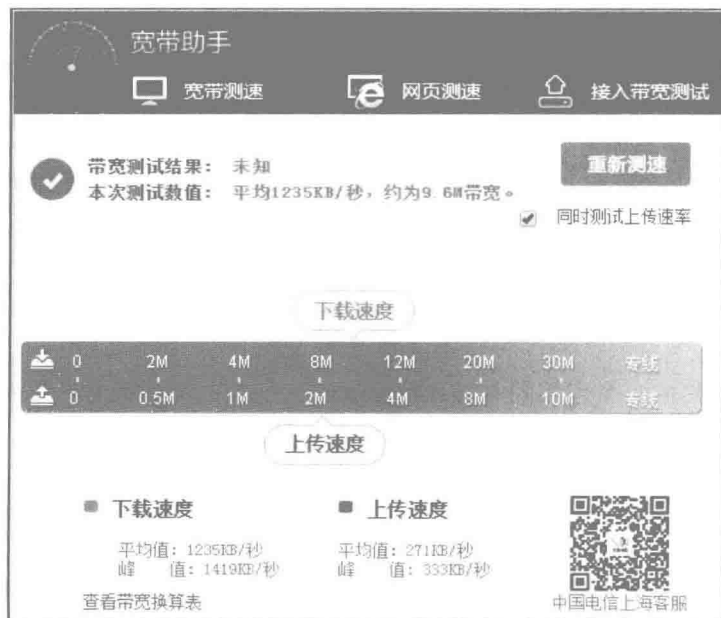 宽带助手
宽带测速
网页测速
接入带宽测试
带宽测试结果： 未知
本次测试数值： 平均1235KB/秒，约为9.6M带宽。
重新测速
同时测试上传速率
下载速度
0 2M 4M 8M 12M 20M 30M 专线
0 0.5M 1M 2M 4M 8M 10M 专线
上传速度
下载速度
上传速度
平均值：1235KB/秒
平均值：271KB/秒
峰 值：1419KB/秒
峰 值：333KB/秒
查看带宽换算表
中国电信上海客服